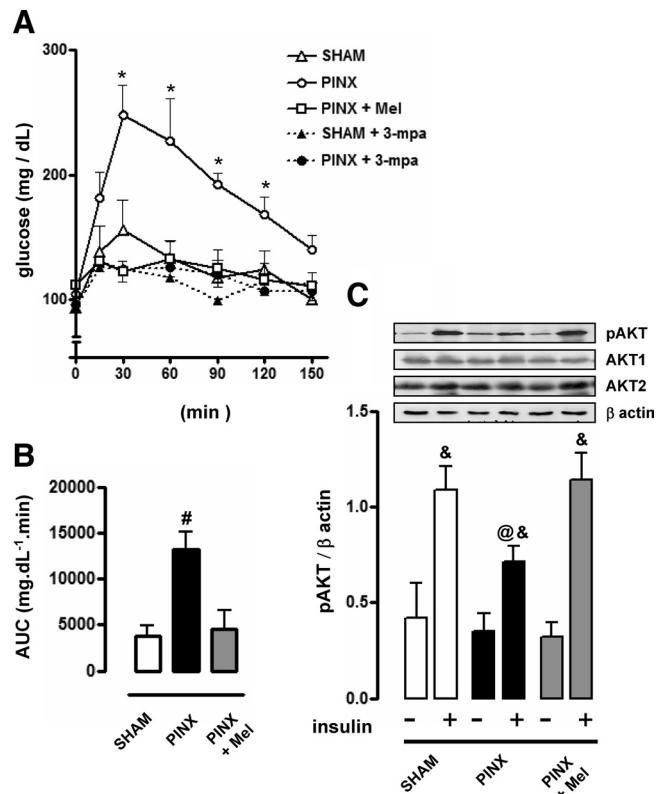 A
300
200
100
glucose (mg / dL)
0 30 60 90 120 150
(min )
* * * *
SHAM
PINX
PINX + Mel
SHAM + 3-mpa
PINX + 3-mpa
B
20000
15000
10000
5000
0
AUC (mg.dL⁻¹.min)
#
SHAM
PINX
PINX
+ Mel
C
pAKT
AKT1
AKT2
β actin
1.5
1.0
0.5
0.0
pAKT / β actin
& @ & &
insulin − + − + − +
SHAM
PINX
PINX
+ Mel